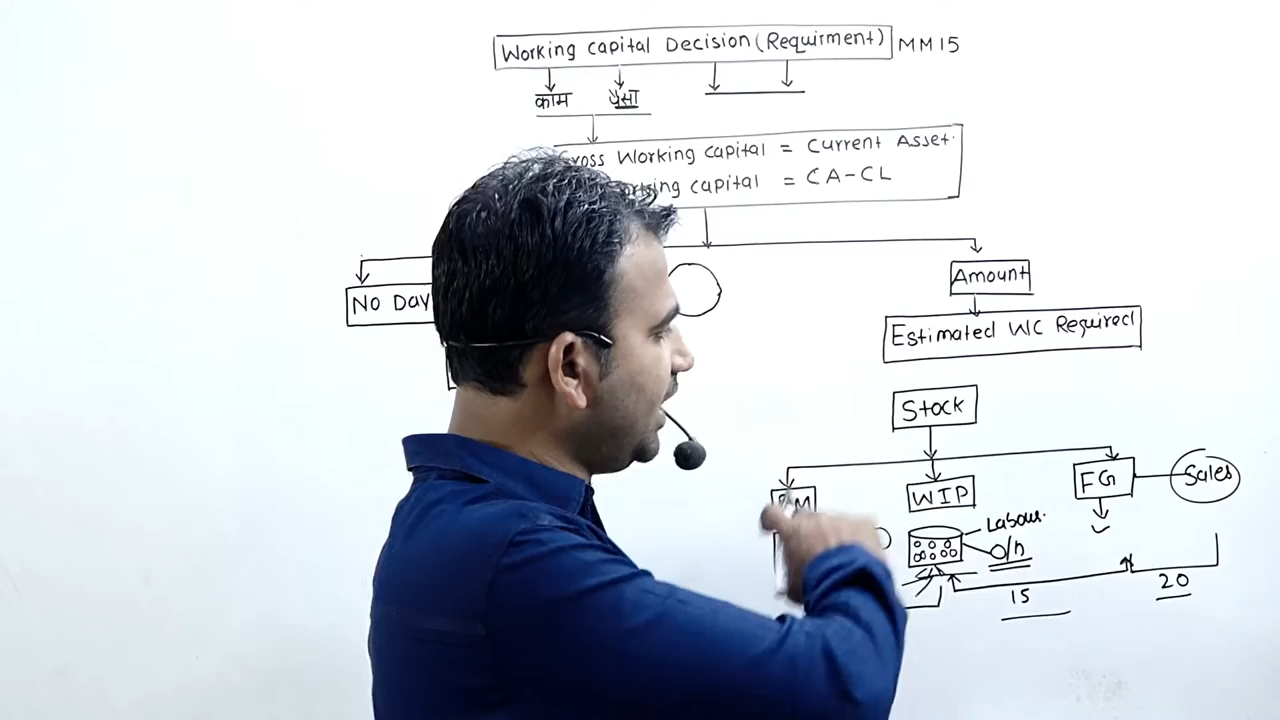 Working Capital Decision (Requirment) MM15
काम पैसा
Gross Working Capital = Current Asset.
Working Capital = CA-CL
No Day
Amount
Estimated WC Required
Stock
RM WIP FG Sales
Labour.
O/h
15 20